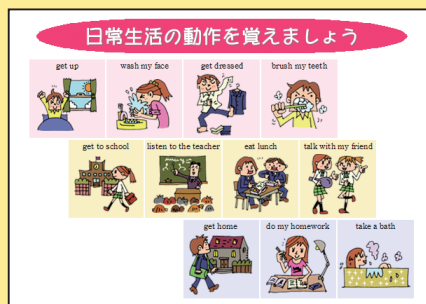 日常生活の動作を覚えましょう
get up
wash my face
get dressed
brush my teeth
get to school
listen to the teacher
eat lunch
talk with my friend
get home
do my homework
take a bath